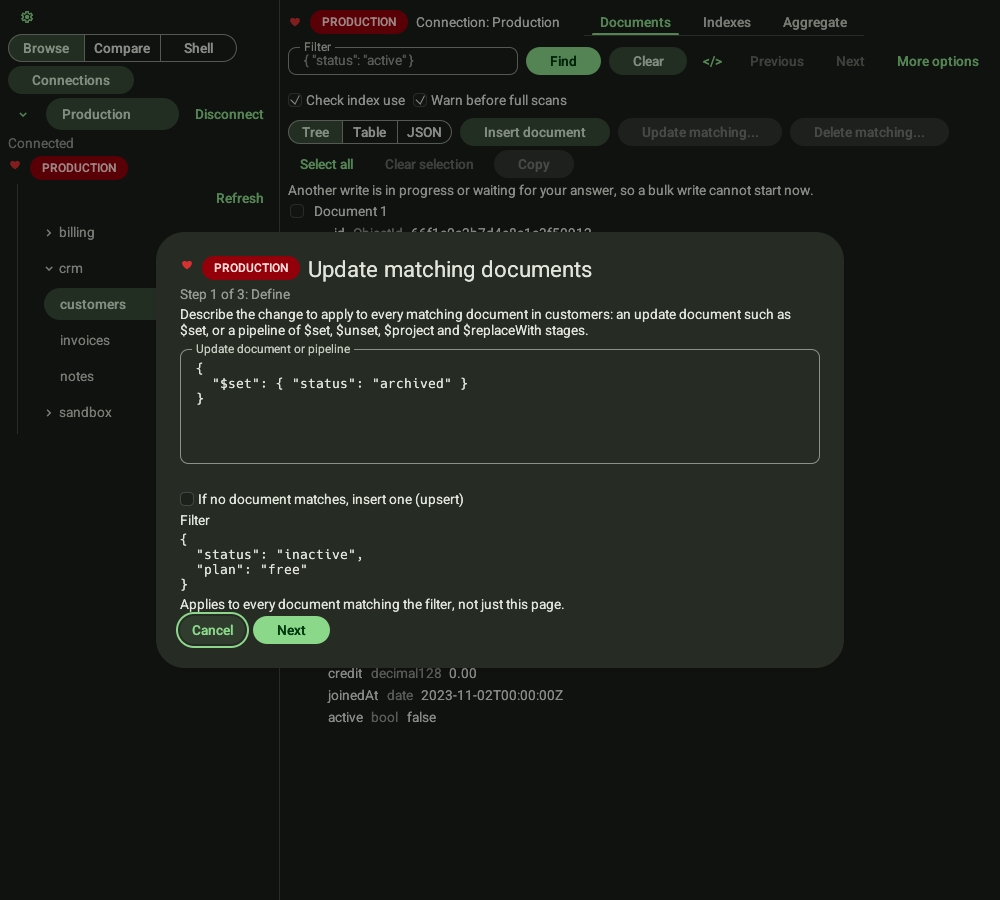 Browse Compare Shell
Connections
Production Disconnect
Connected
PRODUCTION
Refresh
billing
crm
customers
invoices
notes
sandbox
PRODUCTION Connection: Production Documents Indexes Aggregate
Filter
{ "status": "active" } Find Clear </> Previous Next More options
Check index use Warn before full scans
Tree Table JSON Insert document Update matching... Delete matching...
Select all Clear selection Copy
Another write is in progress or waiting for your answer, so a bulk write cannot start now.
Document 1
PRODUCTION Update matching documents
Step 1 of 3: Define
Describe the change to apply to every matching document in customers: an update document such as
$set, or a pipeline of $set, $unset, $project and $replaceWith stages.
Update document or pipeline
{
"$set": { "status": "archived" }
}
If no document matches, insert one (upsert)
Filter
{
"status": "inactive",
"plan": "free"
}
Applies to every document matching the filter, not just this page.
Cancel Next
credit decimal128 0.00
joinedAt date 2023-11-02T00:00:00Z
active bool false